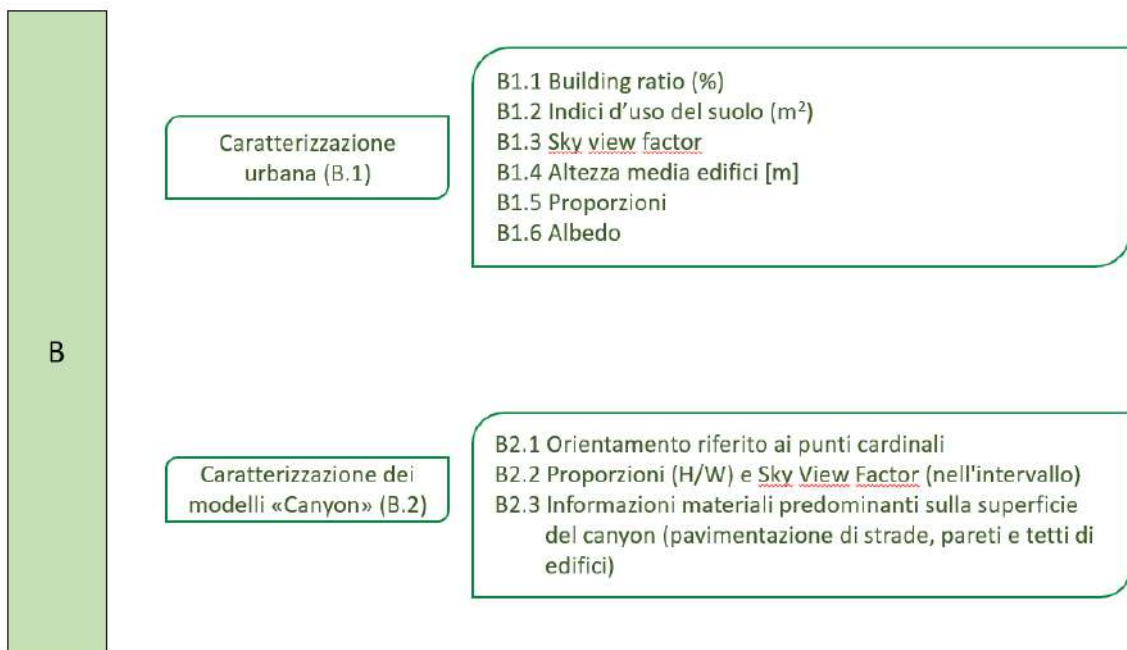 B
Caratterizzazione
urbana (B.1)
B1.1 Building ratio (%)
B1.2 Indici d'uso del suolo (m²)
B1.3 Sky view factor
B1.4 Altezza media edifici [m]
B1.5 Proporzioni
B1.6 Albedo
Caratterizzazione dei
modelli «Canyon» (B.2)
B2.1 Orientamento riferito ai punti cardinali
B2.2 Proporzioni (H/W) e Sky View Factor (nell'intervallo)
B2.3 Informazioni materiali predominanti sulla superficie
del canyon (pavimentazione di strade, pareti e tetti di
edifici)